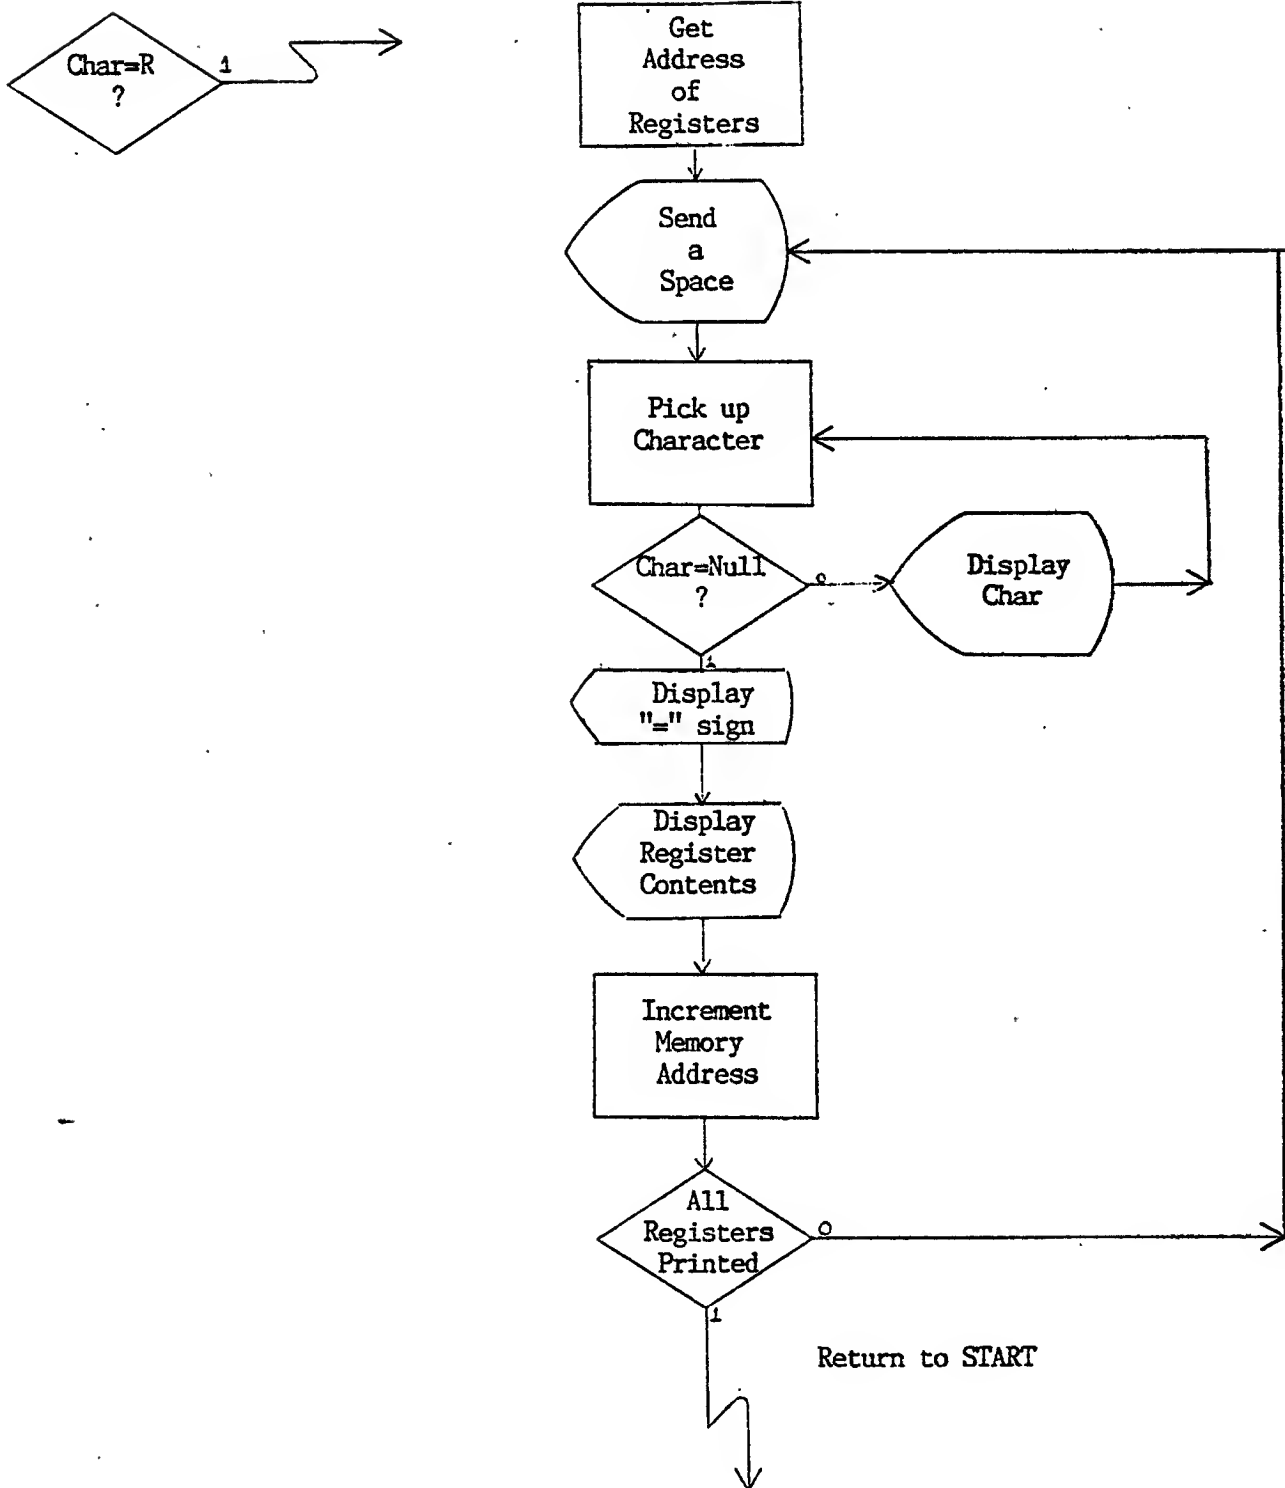 Char=R
?
1
Get
Address
of
Registers
Send
a
Space
Pick up
Character
Char=Null
?
0
Display
Char
1
Display
"=" sign
Display
Register
Contents
Increment
Memory
Address
All
Registers
Printed
0
1
Return to START